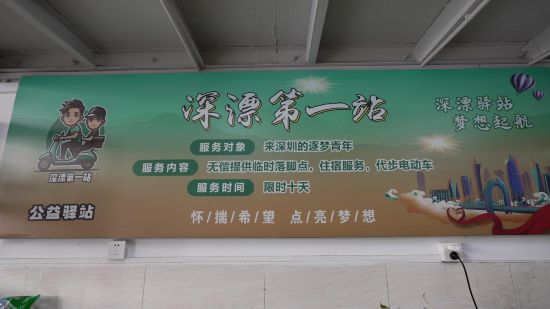 深漂第一站
服务对象 来深圳的逐梦青年
服务内容 无偿提供临时落脚点，住宿服务，代步电动车
服务时间 限时十天
怀/揣/希/望 点/亮/梦/想
深漂第一站
公益驿站
深漂驿站
梦想起航